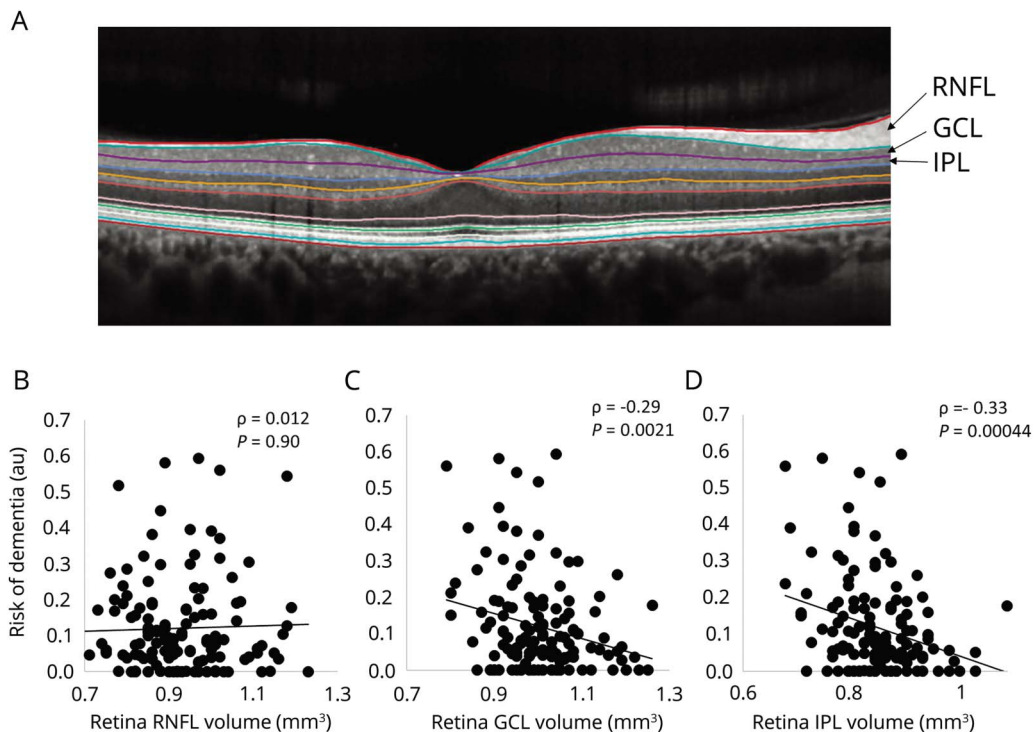 A
RNFL
GCL
IPL
B
ρ = 0.012
P = 0.90
Risk of dementia (au)
0.7
0.6
0.5
0.4
0.3
0.2
0.1
0.0
0.7 0.9 1.1 1.3
Retina RNFL volume (mm³)
C
ρ = -0.29
P = 0.0021
0.7
0.6
0.5
0.4
0.3
0.2
0.1
0.0
0.7 0.9 1.1 1.3
Retina GCL volume (mm³)
D
ρ =- 0.33
P = 0.00044
0.7
0.6
0.5
0.4
0.3
0.2
0.1
0.0
0.6 0.8 1
Retina IPL volume (mm³)